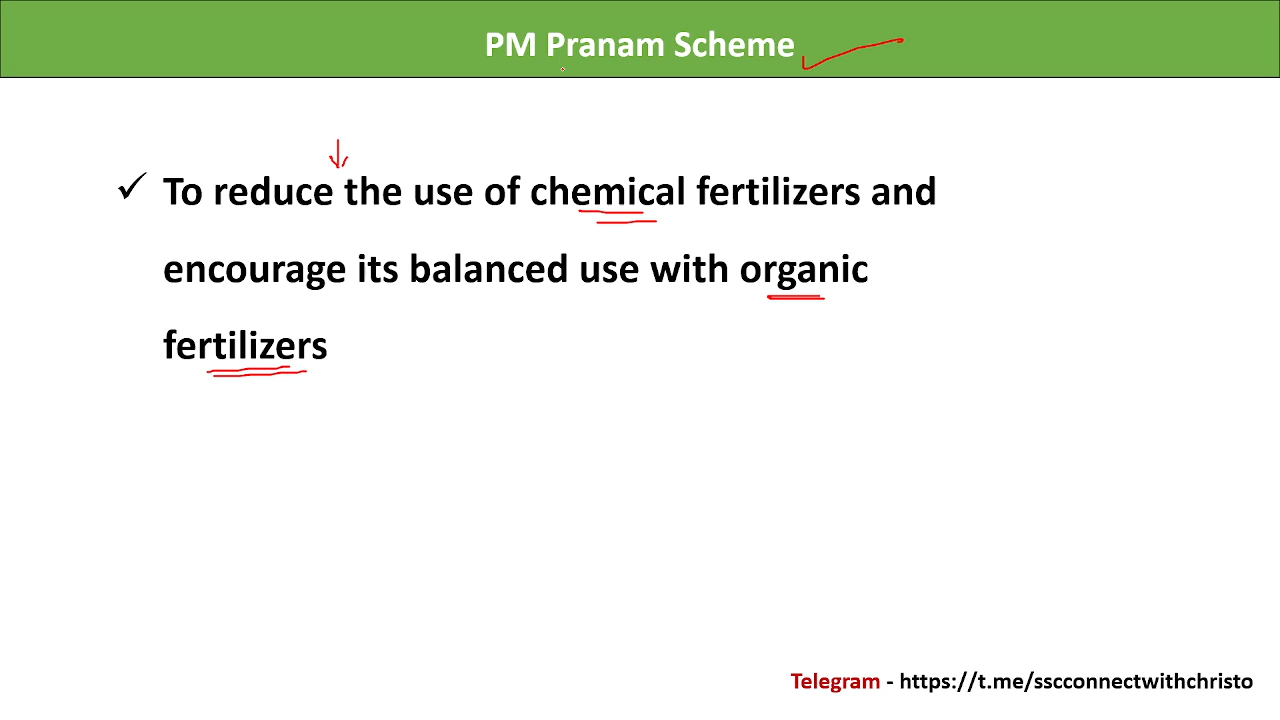 PM Pranam Scheme
✓ To reduce the use of chemical fertilizers and
encourage its balanced use with organic
fertilizers
Telegram - https://t.me/sscconnectwithchristo